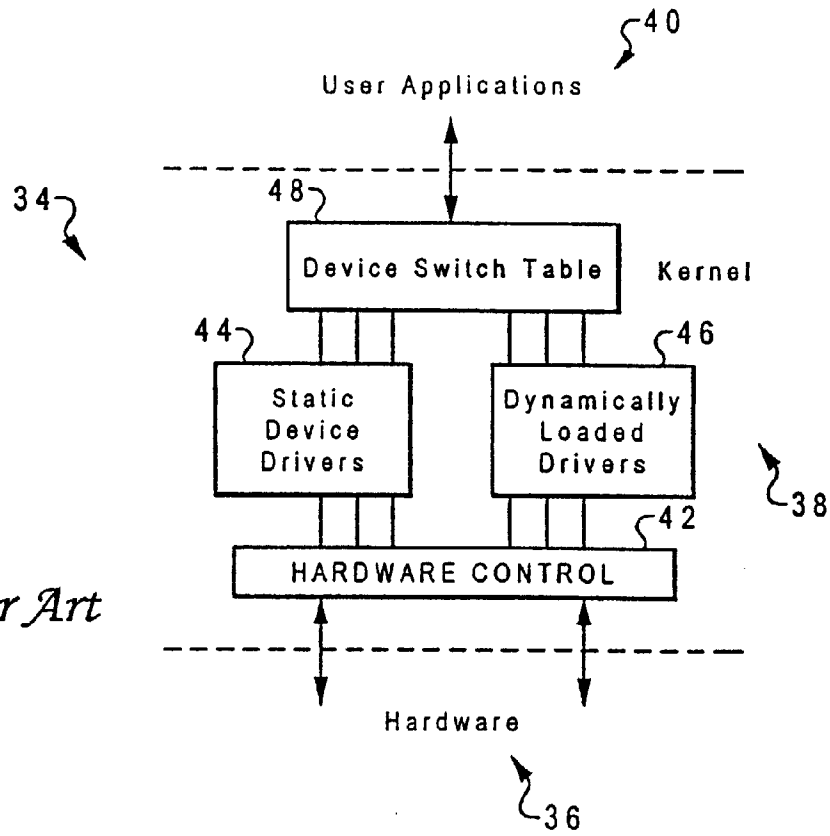 40
User Applications
34
48
Device Switch Table
Kernel
44
46
Static
Device
Drivers
Dynamically
Loaded
Drivers
38
42
HARDWARE CONTROL
r Art
Hardware
36